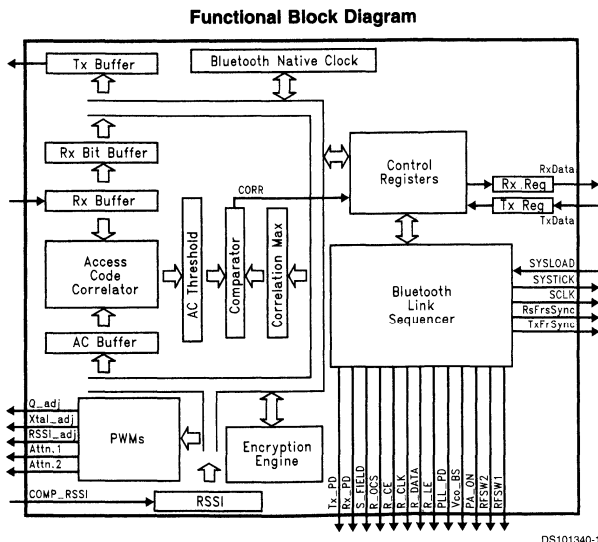 Functional Block Diagram
Tx Buffer
Bluetooth Native Clock
Rx Bit Buffer
Rx Buffer
Access
Code
Correlator
AC Buffer
AC Threshold
Comparator
Correlation Max
CORR
Control
Registers
RxData
Rx Reg
Tx Reg
TxData
Bluetooth
Link
Sequencer
SYSLOAD
SYSTICK
SCLK
RsFrsSync
TxFrSync
Q_adj
Xtal_adj
RSSI_adj
Attn.1
Attn.2
PWMs
Encryption
Engine
COMP_RSSI
RSSI
Tx_PD
Rx_PD
S_FIELD
R_OCS
R_CE
R_CLK
R_DATA
R_LE
PLL_PD
Vco_BS
PA_ON
RFSW2
RFSW1
DS101340-1